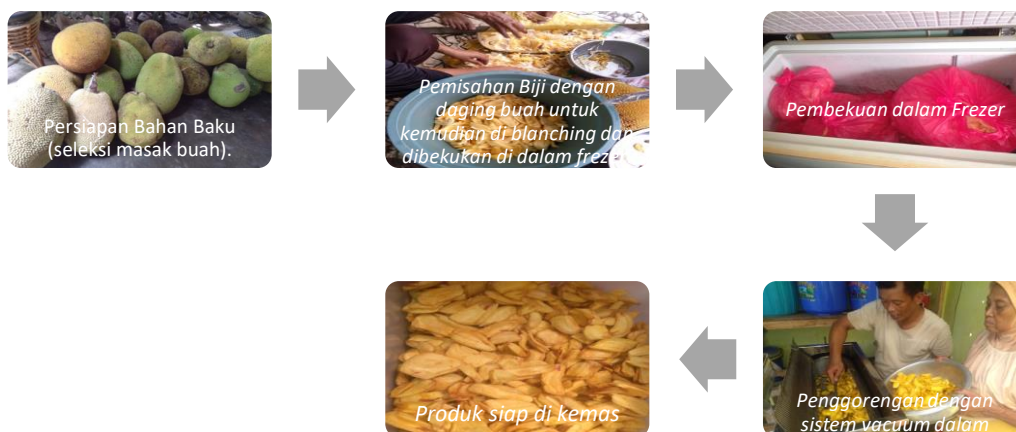 Persiapan Bahan Baku
(seleksi masak buah).
Pemisahan Biji dengan
daging buah untuk
kemudian di blanching dan
dibekukan di dalam freze
Pembekuan dalam Frezer
Penggorengan dengan
sistem vacuum dalam
Produk siap di kemas